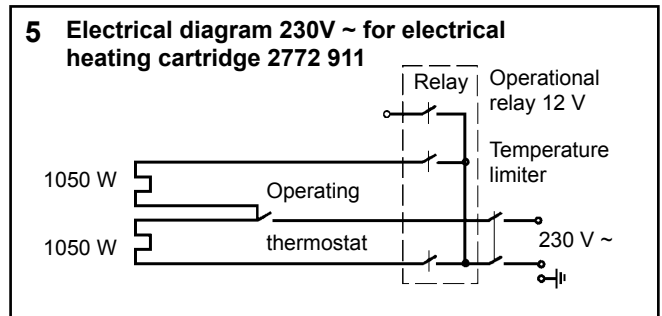 5 Electrical diagram 230V ~ for electrical
heating cartridge 2772 911
Relay
Operational
relay 12 V
Temperature
limiter
1050 W
Operating
thermostat
1050 W
230 V ~